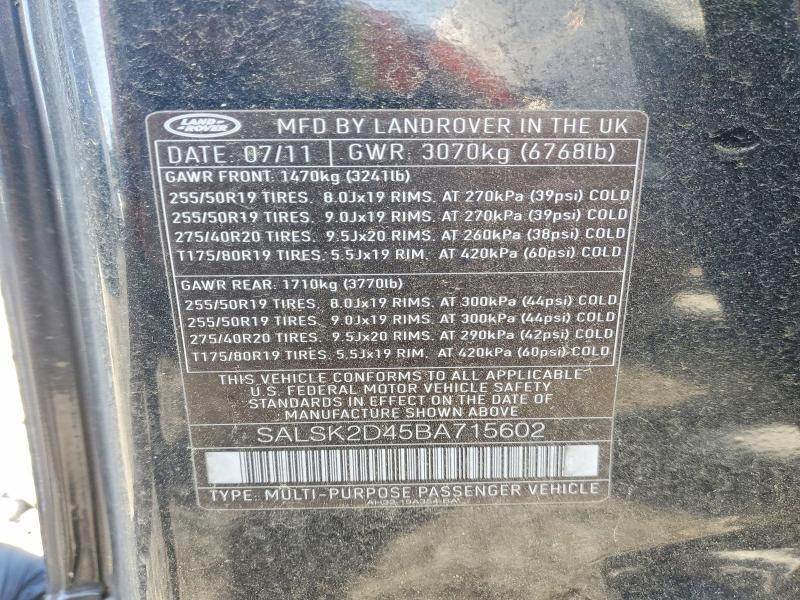 LAND ROVER
MFD BY LANDROVER IN THE UK
DATE: 07/11 GWR: 3070kg (6768lb)
GAWR FRONT: 1470kg (3241lb)
255/50R19 TIRES, 8.0Jx19 RIMS, AT 270kPa (39psi) COLD
255/50R19 TIRES, 9.0Jx19 RIMS, AT 270kPa (39psi) COLD
275/40R20 TIRES, 9.5Jx20 RIMS, AT 260kPa (38psi) COLD
T175/80R19 TIRES, 5.5Jx19 RIM, AT 420kPa (60psi) COLD
GAWR REAR: 1710kg (3770lb)
255/50R19 TIRES, 8.0Jx19 RIMS, AT 300kPa (44psi) COLD
255/50R19 TIRES, 9.0Jx19 RIMS, AT 300kPa (44psi) COLD
275/40R20 TIRES, 9.5Jx20 RIMS, AT 290kPa (42psi) COLD
T175/80R19 TIRES, 5.5Jx19 RIM, AT 420kPa (60psi) COLD
THIS VEHICLE CONFORMS TO ALL APPLICABLE
U.S. FEDERAL MOTOR VEHICLE SAFETY
STANDARDS IN EFFECT ON THE DATE OF
MANUFACTURE SHOWN ABOVE
SALSK2D45BA715602
TYPE: MULTI-PURPOSE PASSENGER VEHICLE